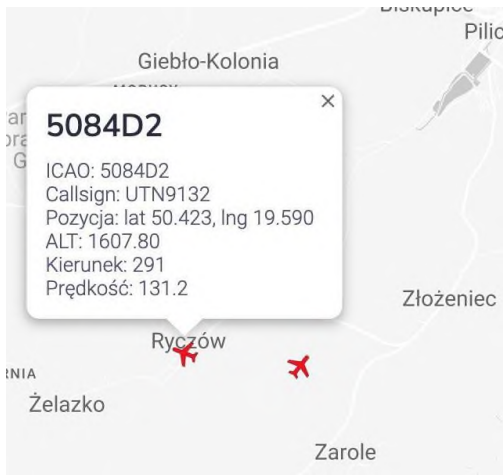 Pilic
Giebło-Kolonia
5084D2
ICAO: 5084D2
Callsign: UTN9132
Pozycja: lat 50.423, lng 19.590
ALT: 1607.80
Kierunek: 291
Prędkość: 131.2
Złożeniec
Ryczów
RNIA
Żelazko
Zarole